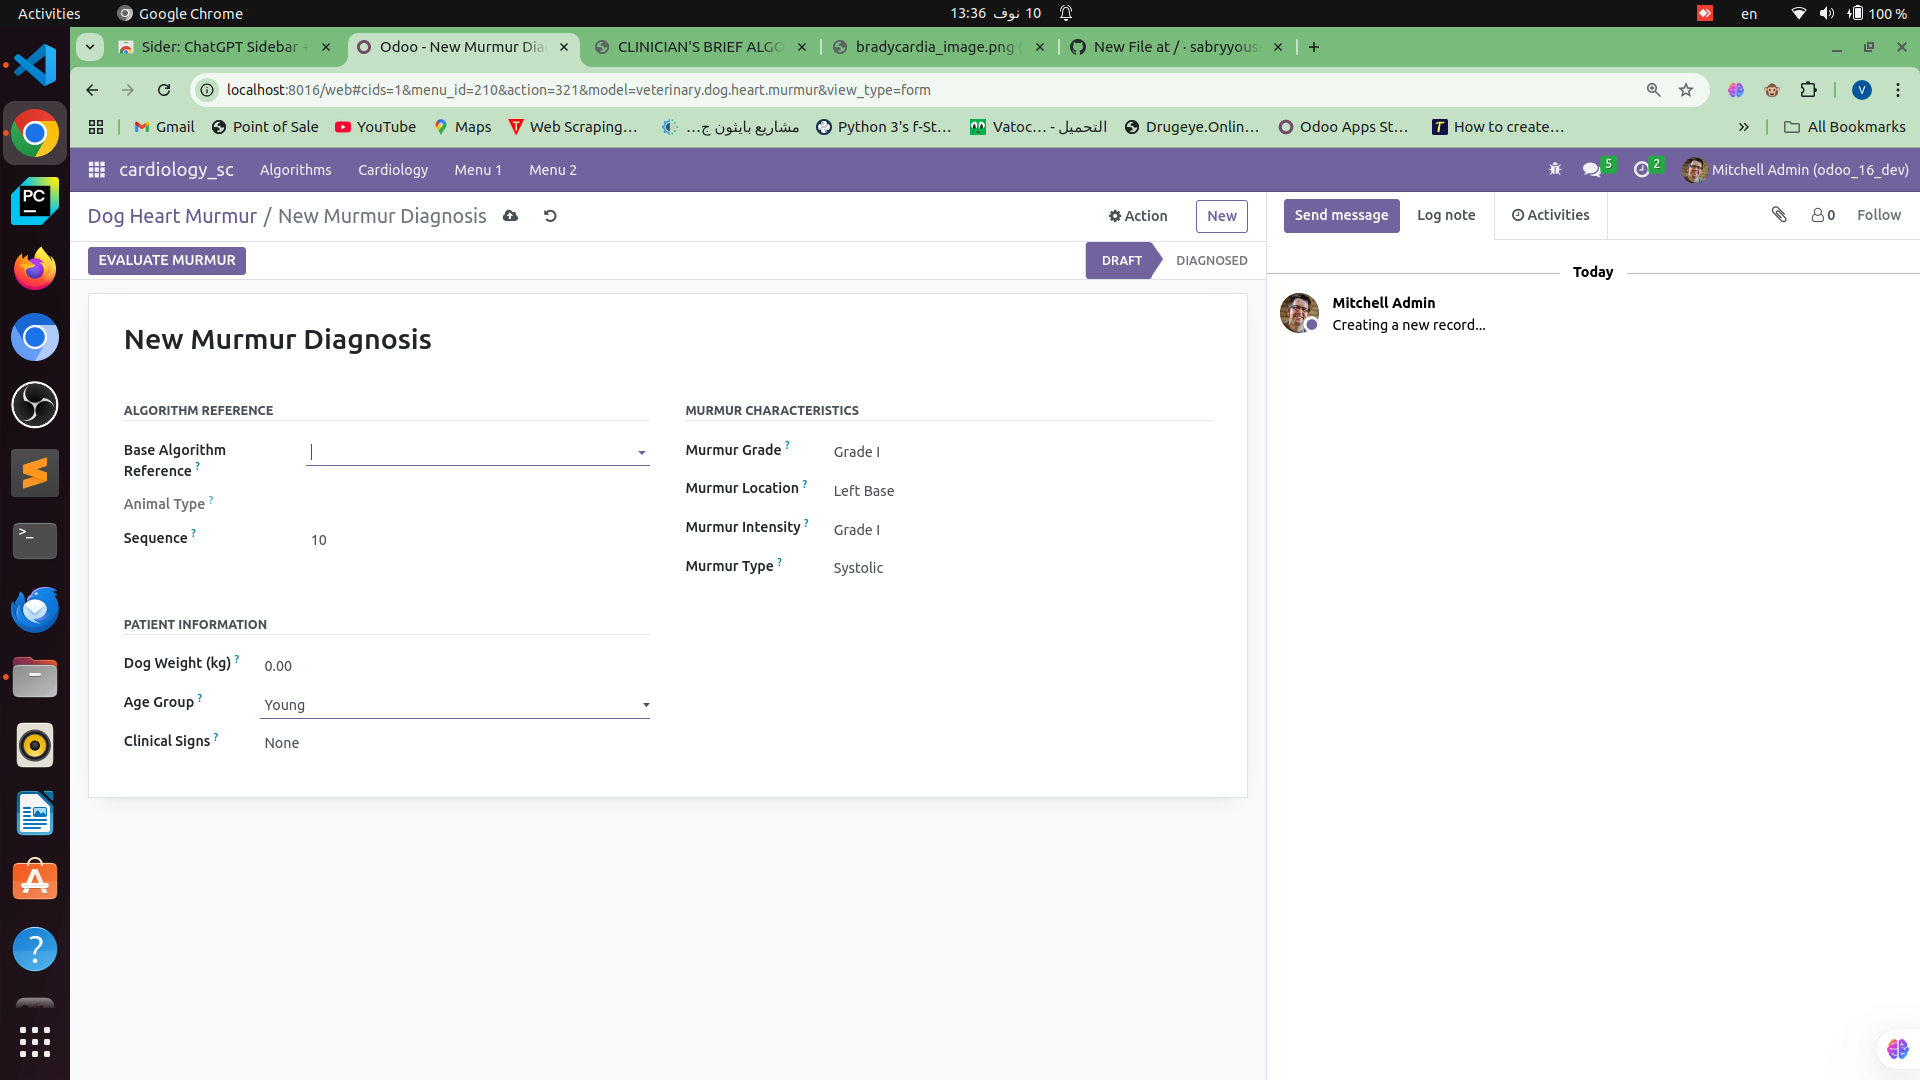 Activities
Google Chrome
13:36 نوف 10
en
100 %
Sider: ChatGPT Sidebar +
Odoo - New Murmur Dia
CLINICIAN'S BRIEF ALGO
bradycardia_image.png (
New File at / · sabryyous
localhost:8016/web#cids=1&menu_id=210&action=321&model=veterinary.dog.heart.murmur&view_type=form
V
Gmail
Point of Sale
YouTube
Maps
Web Scraping…
مشاريع بايثون ج…
Python 3's f-St…
Vatoc… - التحميل
Drugeye.Onlin…
Odoo Apps St…
How to create…
»
All Bookmarks
cardiology_sc
Algorithms
Cardiology
Menu 1
Menu 2
5
2
Mitchell Admin (odoo_16_dev)
Dog Heart Murmur / New Murmur Diagnosis
Action
New
Send message
Log note
Activities
0
Follow
EVALUATE MURMUR
DRAFT
DIAGNOSED
Today
Mitchell Admin
Creating a new record...
New Murmur Diagnosis
ALGORITHM REFERENCE
Base Algorithm
Reference ?
Animal Type ?
Sequence ?
10
MURMUR CHARACTERISTICS
Murmur Grade ?
Grade I
Murmur Location ?
Left Base
Murmur Intensity ?
Grade I
Murmur Type ?
Systolic
PATIENT INFORMATION
Dog Weight (kg) ?
0.00
Age Group ?
Young
Clinical Signs ?
None
PC
>_
?